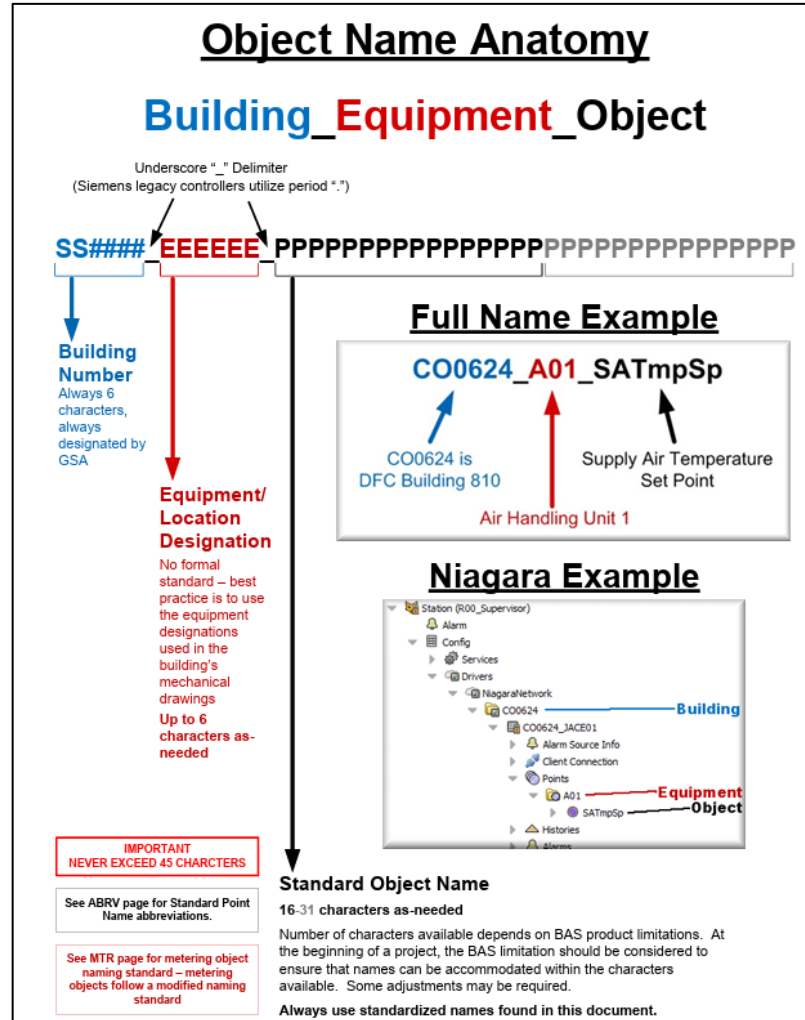 Object Name Anatomy
Building_Equipment_Object
Underscore “_” Delimiter
(Siemens legacy controllers utilize period “.”)
SS####_EEEEEE_PPPPPPPPPPPPPPPPPPPPPPPPPPPPPPP
Building
Number
Always 6
characters,
always
designated by
GSA
Equipment/
Location
Designation
No formal
standard – best
practice is to use
the equipment
designations
used in the
building’s
mechanical
drawings
Up to 6
characters as-
needed
Full Name Example
CO0624_A01_SATmpSp
CO0624 is
DFC Building 810
Supply Air Temperature
Set Point
Air Handling Unit 1
Niagara Example
Station (R00_Supervisor)
Alarm
Config
Services
Drivers
NiagaraNetwork
CO0624
Building
CO0624_JACE01
Alarm Source Info
Client Connection
Points
A01
Equipment
SATmpSp
Object
Histories
Alarms
IMPORTANT
NEVER EXCEED 45 CHARCTERS
See ABRV page for Standard Point
Name abbreviations.
See MTR page for metering object
naming standard – metering
objects follow a modified naming
standard
Standard Object Name
16-31 characters as-needed
Number of characters available depends on BAS product limitations. At
the beginning of a project, the BAS limitation should be considered to
ensure that names can be accommodated within the characters
available. Some adjustments may be required.
Always use standardized names found in this document.